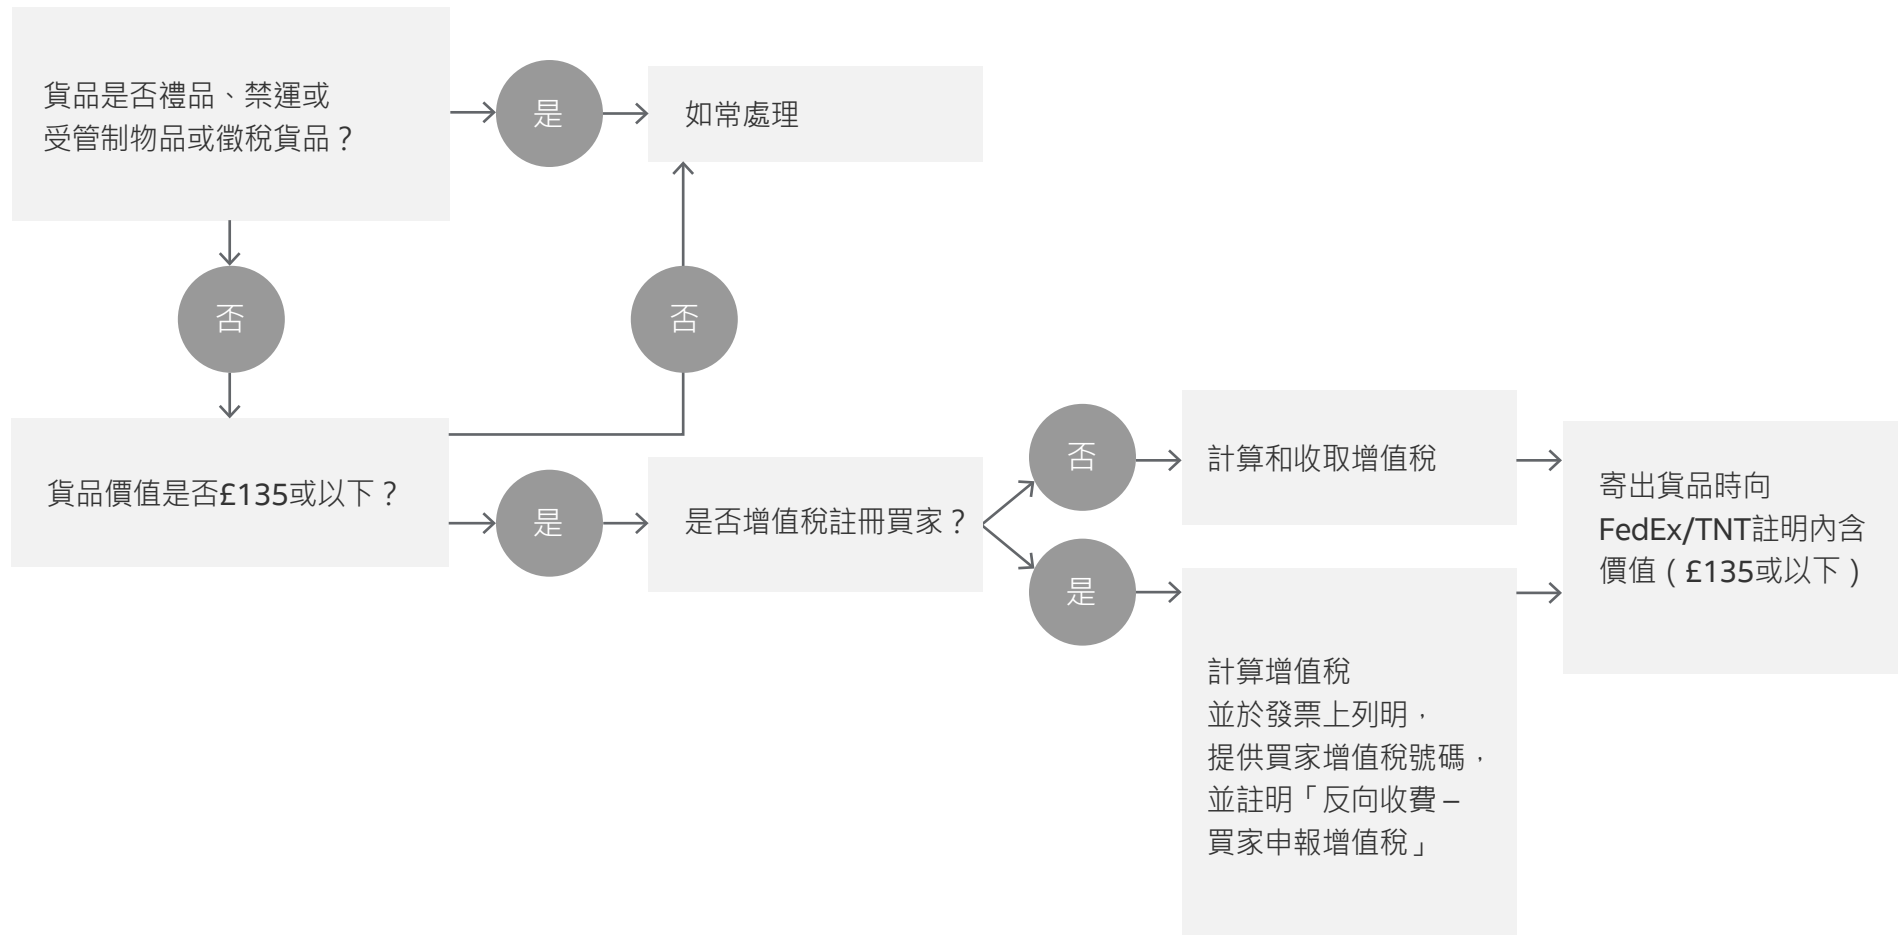 貨品是否禮品、禁運或
受管制物品或徵稅貨品？
是
如常處理
否
否
貨品價值是否£135或以下？
是
是否增值稅註冊買家？
否
計算和收取增值稅
是
計算增值稅
並於發票上列明，
提供買家增值稅號碼，
並註明「反向收費 –
買家申報增值稅」
寄出貨品時向
FedEx/TNT註明內含
價值（£135或以下）